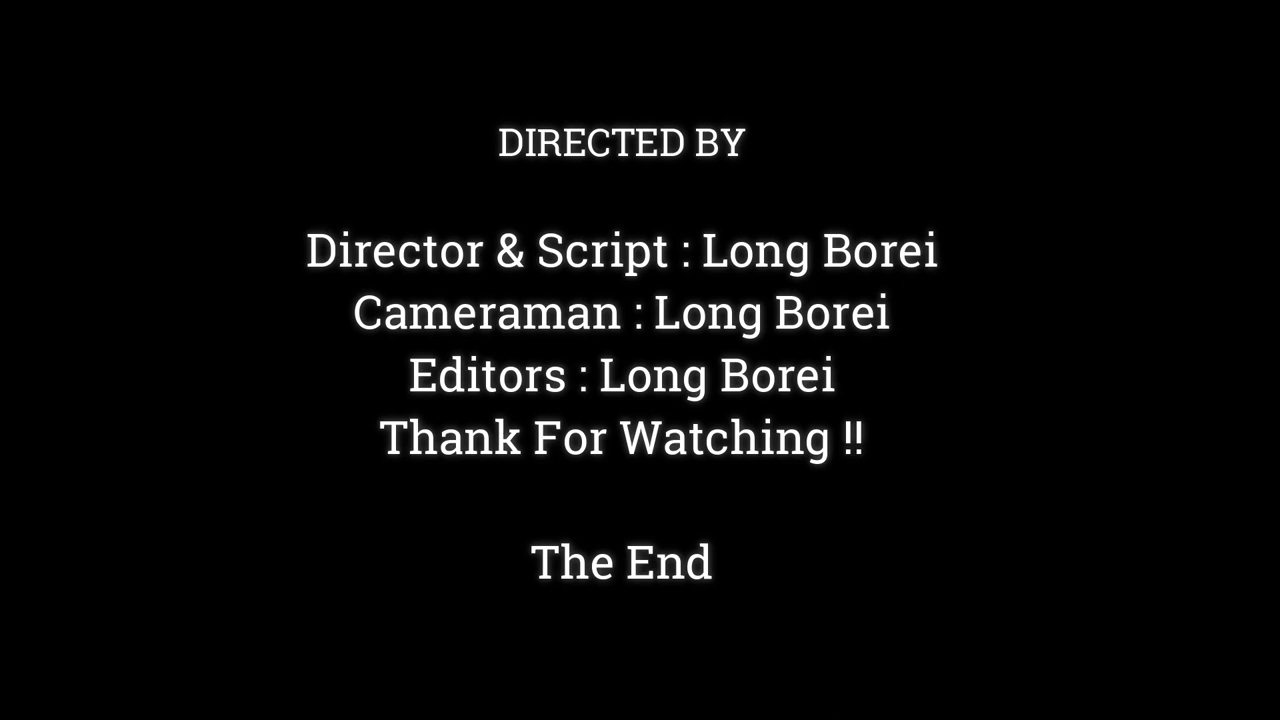 DIRECTED BY
Director & Script : Long Borei
Cameraman : Long Borei
Editors : Long Borei
Thank For Watching !!
The End